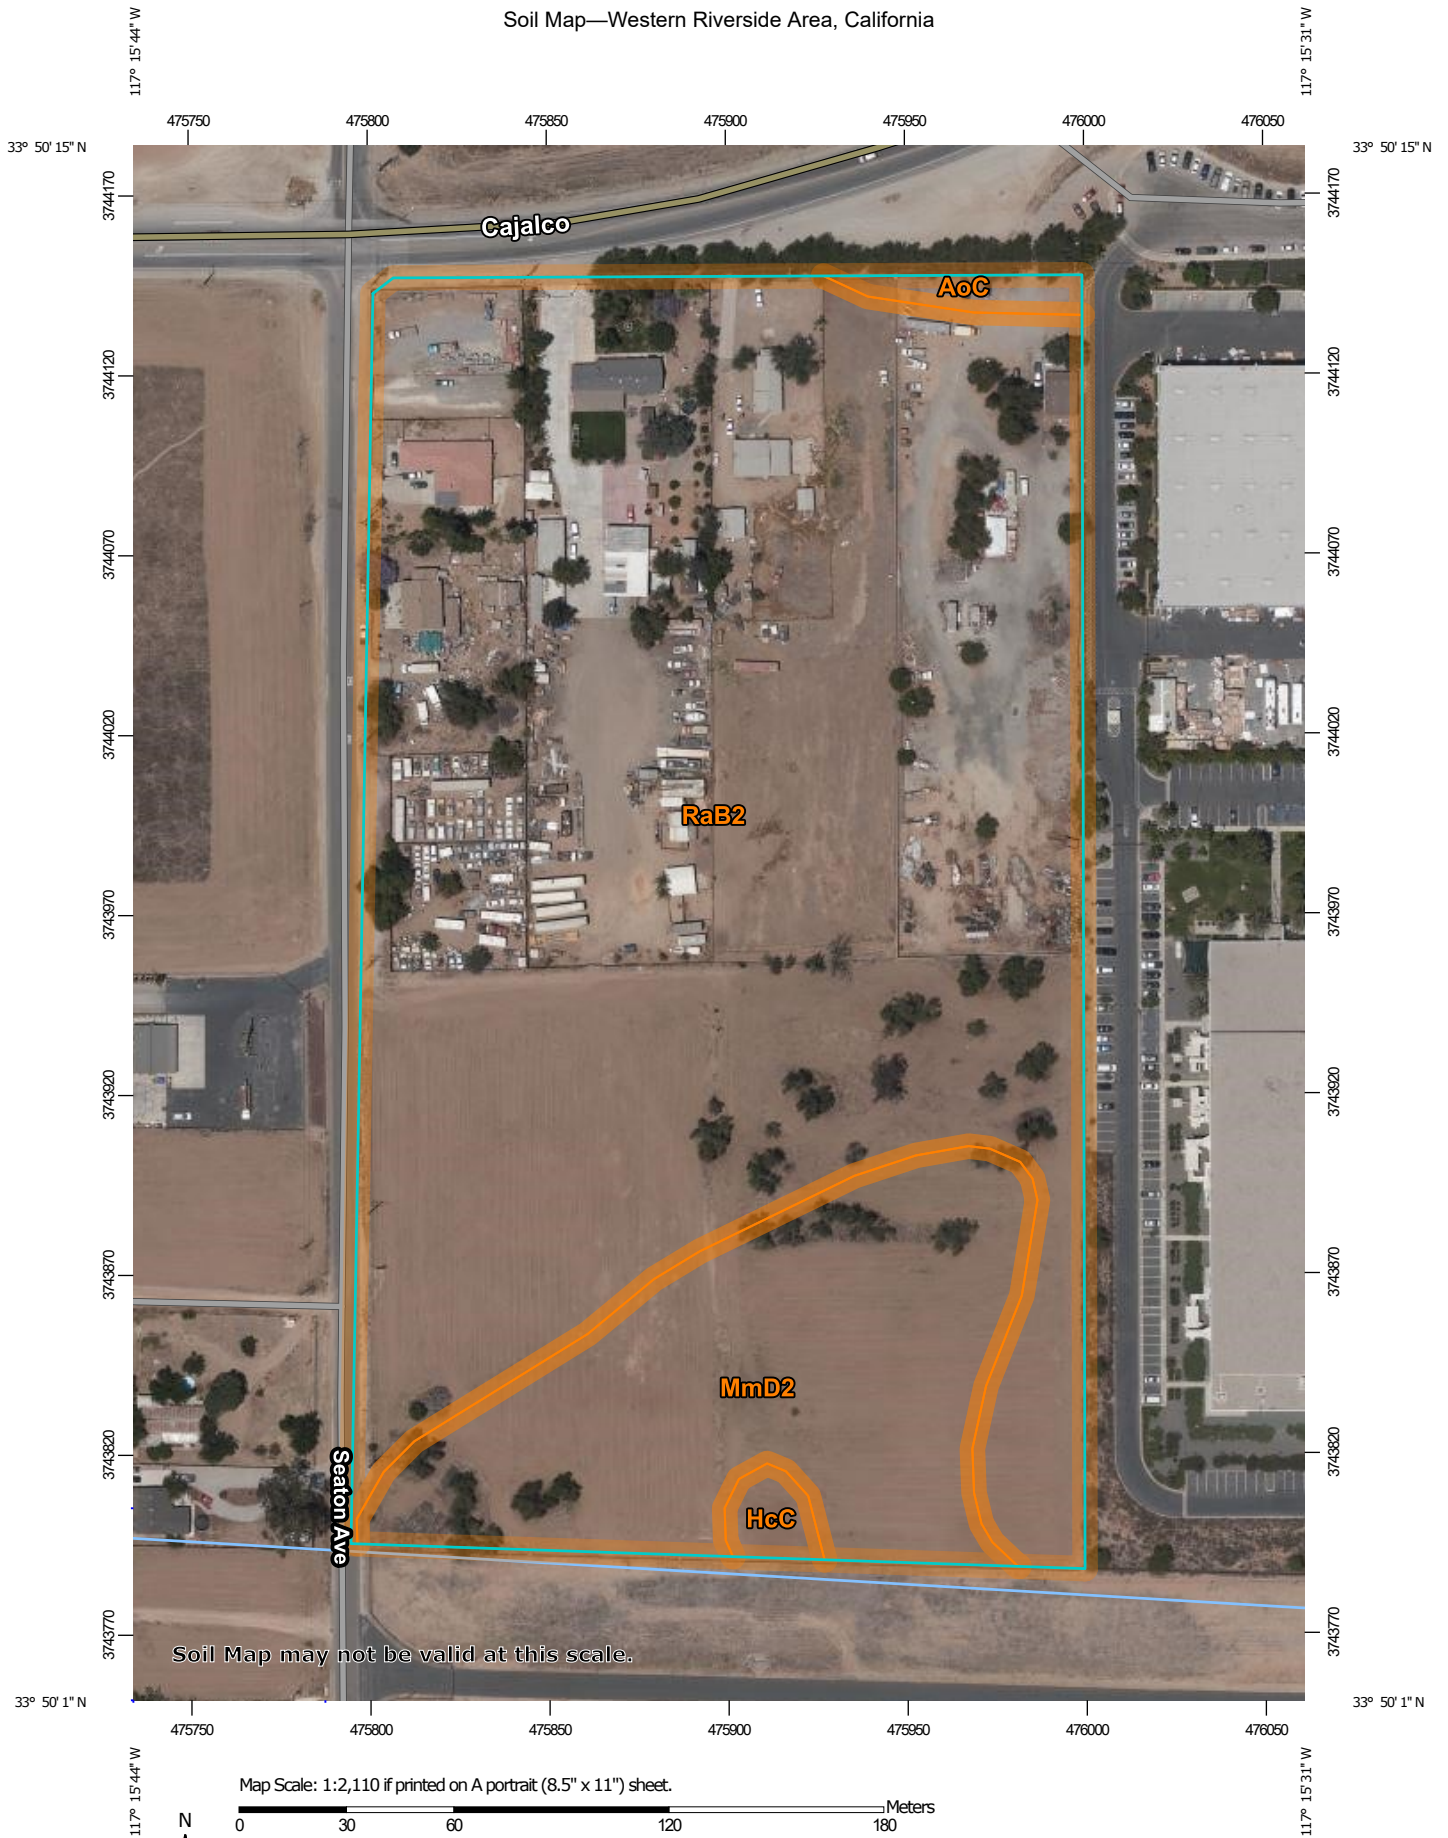 Soil Map—Western Riverside Area, California
117° 15' 44" W
117° 15' 31" W
475750 475800 475850 475900 475950 476000 476050
33° 50' 15" N
33° 50' 15" N
3744170
3744170
Cajalco
AoC
3744120
3744120
3744070
3744070
3744020
3744020
RaB2
3743970
3743970
3743920
3743920
3743870
3743870
MmD2
3743820
3743820
Seaton Ave
HcC
3743770
3743770
Soil Map may not be valid at this scale.
33° 50' 1" N
33° 50' 1" N
475750 475800 475850 475900 475950 476000 476050
117° 15' 44" W
117° 15' 31" W
Map Scale: 1:2,110 if printed on A portrait (8.5" x 11") sheet.
Meters
N
0 30 60 120 180